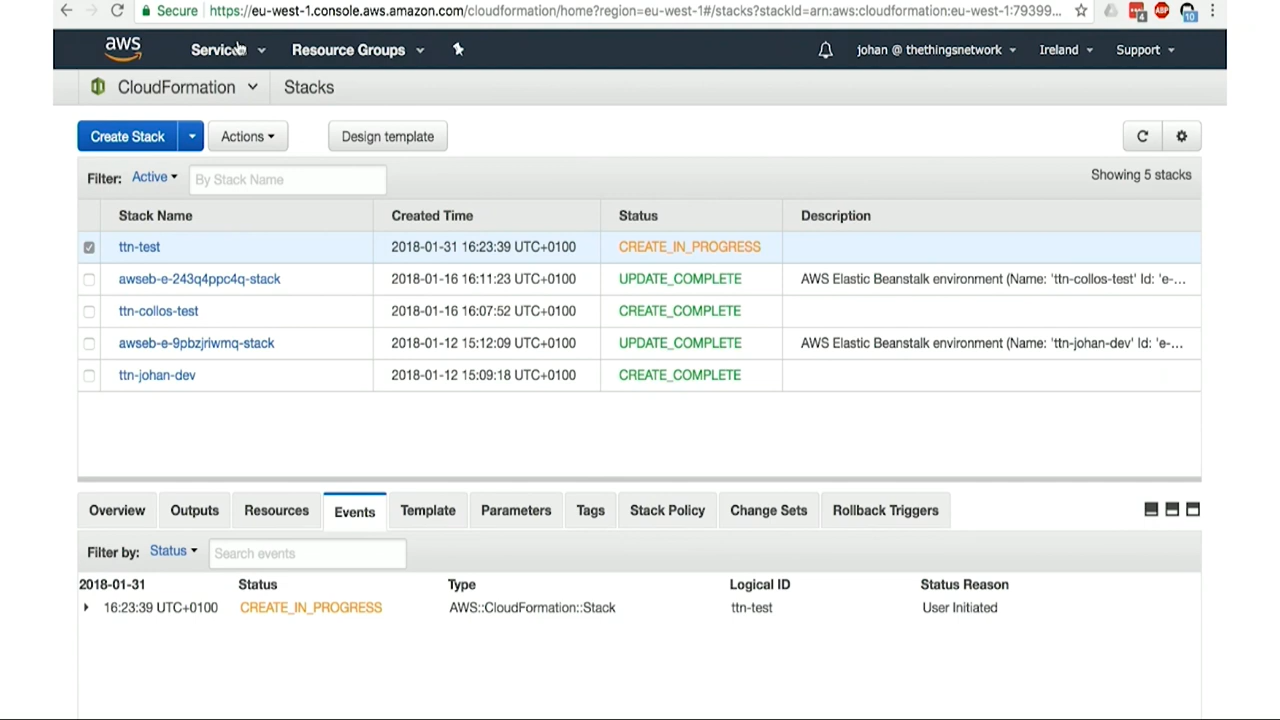 Secure https://eu-west-1.console.aws.amazon.com/cloudformation/home?region=eu-west-1#/stacks?stackId=arn:aws:cloudformation:eu-west-1:79399...
4 ABP 10
aws Services Resource Groups johan @ thethingsnetwork Ireland Support
CloudFormation Stacks
Create Stack Actions Design template
Filter: Active By Stack Name Showing 5 stacks
Stack Name Created Time Status Description
ttn-test 2018-01-31 16:23:39 UTC+0100 CREATE_IN_PROGRESS
awseb-e-243q4ppc4q-stack 2018-01-16 16:11:23 UTC+0100 UPDATE_COMPLETE AWS Elastic Beanstalk environment (Name: 'ttn-collos-test' Id: 'e-...
ttn-collos-test 2018-01-16 16:07:52 UTC+0100 CREATE_COMPLETE
awseb-e-9pbzjriwmq-stack 2018-01-12 15:12:09 UTC+0100 UPDATE_COMPLETE AWS Elastic Beanstalk environment (Name: 'ttn-johan-dev' Id: 'e-...
ttn-johan-dev 2018-01-12 15:09:18 UTC+0100 CREATE_COMPLETE
Overview Outputs Resources Events Template Parameters Tags Stack Policy Change Sets Rollback Triggers
Filter by: Status Search events
2018-01-31 Status Type Logical ID Status Reason
16:23:39 UTC+0100 CREATE_IN_PROGRESS AWS::CloudFormation::Stack ttn-test User Initiated